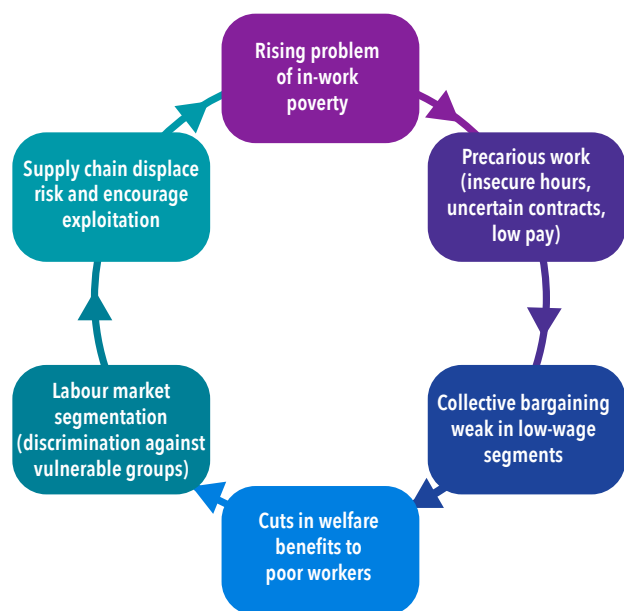 Rising problem
of in-work
poverty
Precarious work
(insecure hours,
uncertain contracts,
low pay)
Collective bargaining
weak in low-wage
segments
Cuts in welfare
benefits to
poor workers
Labour market
segmentation
(discrimination against
vulnerable groups)
Supply chain displace
risk and encourage
exploitation